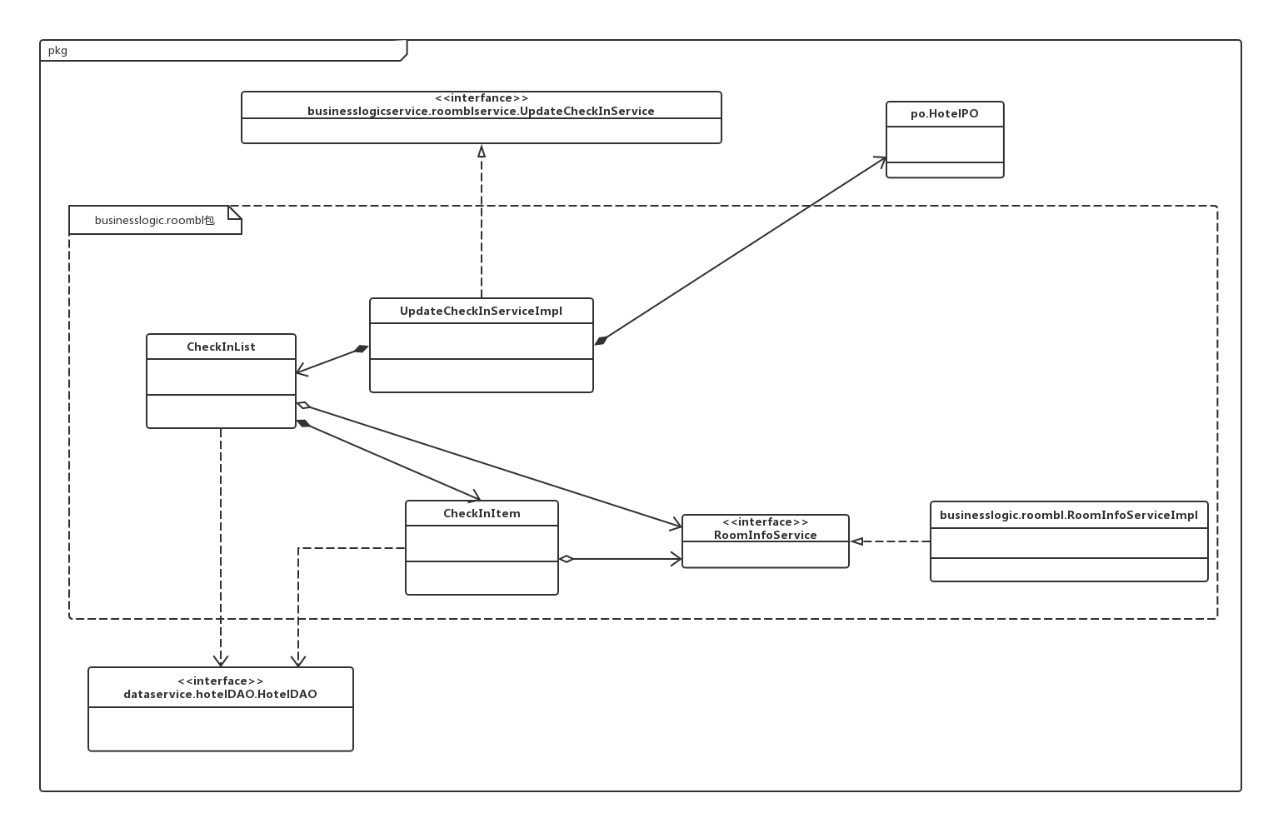 pkg
<<interfance>>
businesslogicservice.roomblservice.UpdateCheckInService
po.HotelPO
businesslogic.roombl包
UpdateCheckInServiceImpl
CheckInList
CheckInItem
<<interface>>
RoomInfoService
businesslogic.roombl.RoomInfoServiceImpl
<<interface>>
dataservice.hotelDAO.HotelDAO